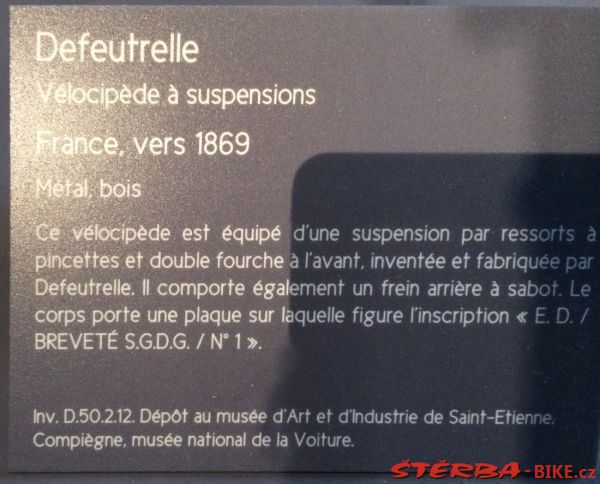 Defeutrelle
Vélocipède à suspensions
France, vers 1869
Métal, bois
Ce vélocipède est équipé d'une suspension par ressorts à
pincettes et double fourche à l'avant, inventée et fabriquée par
Defeutrelle. Il comporte également un frein arrière à sabot. Le
corps porte une plaque sur laquelle figure l'inscription « E. D. /
BREVETÉ S.G.D.G. / N° 1 ».
Inv. D.50.2.12. Dépôt au musée d'Art et d'Industrie de Saint-Etienne.
Compiègne, musée national de la Voiture.
ŠTĚRBA-BIKE.cz